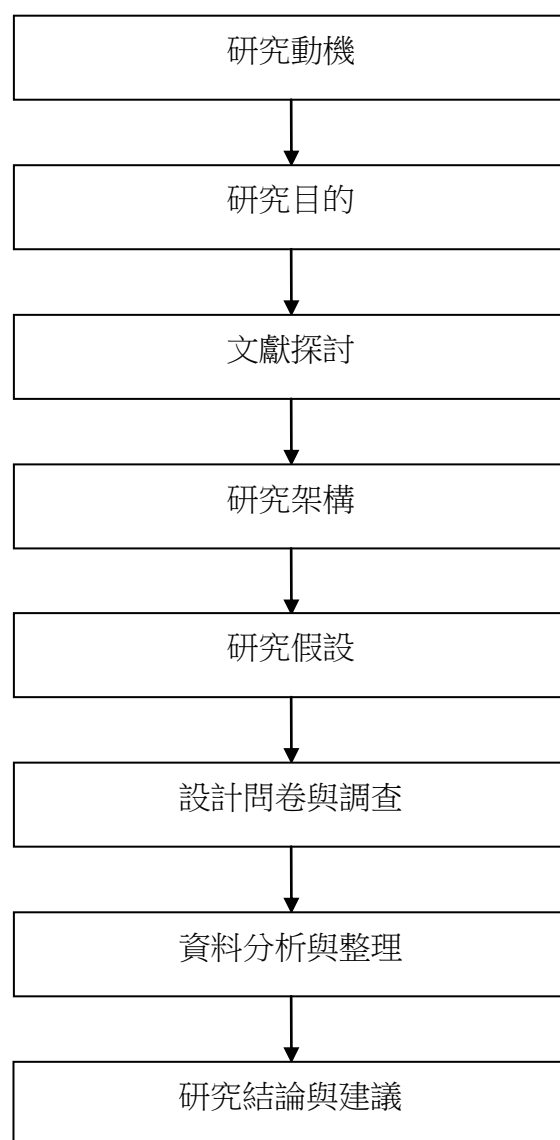 研究動機
研究目的
文獻探討
研究架構
研究假設
設計問卷與調查
資料分析與整理
研究結論與建議